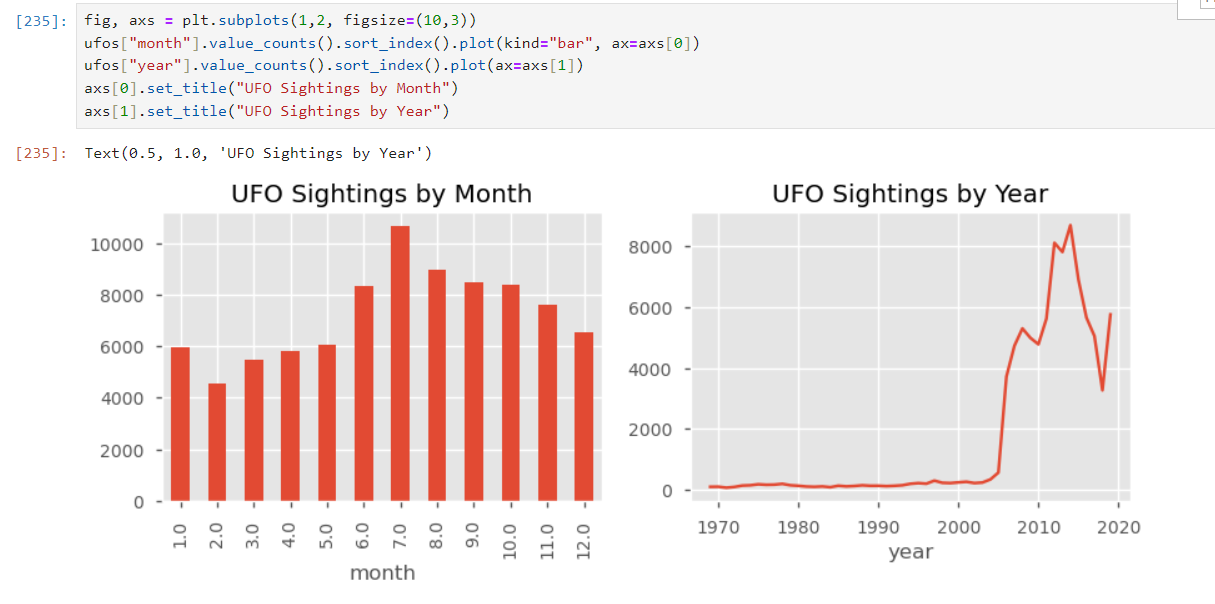 [235]: fig, axs = plt.subplots(1,2, figsize=(10,3))
ufos["month"].value_counts().sort_index().plot(kind="bar", ax=axs[0])
ufos["year"].value_counts().sort_index().plot(ax=axs[1])
axs[0].set_title("UFO Sightings by Month")
axs[1].set_title("UFO Sightings by Year")
[235]: Text(0.5, 1.0, 'UFO Sightings by Year')
UFO Sightings by Month
10000
8000
6000
4000
2000
0
1.0 2.0 3.0 4.0 5.0 6.0 7.0 8.0 9.0 10.0 11.0 12.0
month
UFO Sightings by Year
8000
6000
4000
2000
0
1970 1980 1990 2000 2010 2020
year